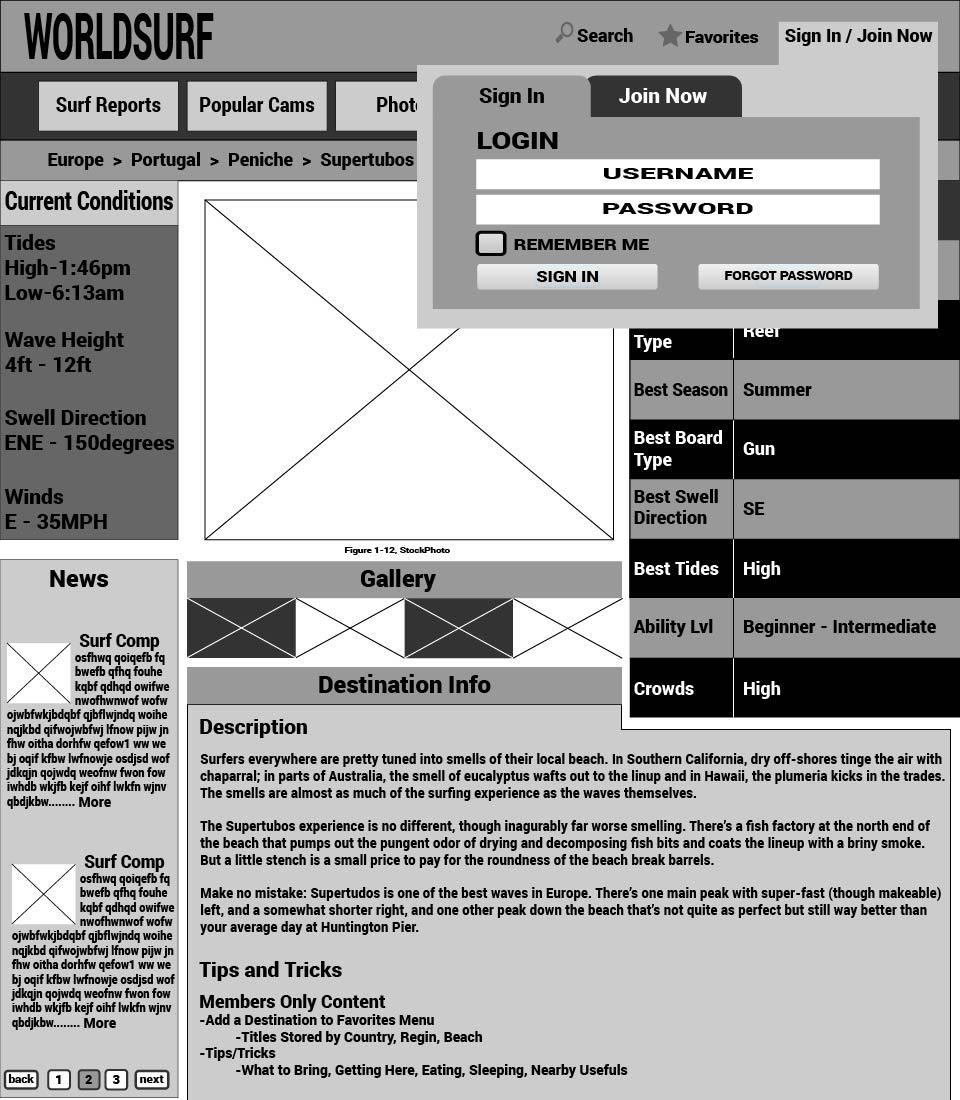 WORLDSURF
Search
Favorites
Sign In / Join Now
Surf Reports
Popular Cams
Sign In
Join Now
LOGIN
USERNAME
PASSWORD
REMEMBER ME
SIGN IN
FORGOT PASSWORD
Europe > Portugal > Peniche > Supertubos
Current Conditions
Tides
High-1:46pm
Low-6:13am
Wave Height
4ft - 12ft
Swell Direction
ENE - 150degrees
Winds
E - 35MPH
Figure 1-12, StockPhoto
Type
Reef
Best Season
Summer
Best Board
Type
Gun
Best Swell
Direction
SE
Best Tides
High
Ability Lvl
Beginner - Intermediate
Crowds
High
News
Surf Comp
osfhwq qoiqefb fq
bwefb qfhq fouhe
kqbf qdhqd owifwe
nwofhwnwof wofw
ojwbfwkjbdqbf qjbflwjndq woihe
nqjkbd qifwojwbfwj lfnow pijw jn
fhw oitha dorhfw qefow1 ww we
bj oqif kfbw lwfnowje osdjsd wof
jdkqjn qojwdq weofnw fwon fow
iwhdb wkjfb kejf oihf lwkfn wjnv
qbdjkbw........ More
Surf Comp
osfhwq qoiqefb fq
bwefb qfhq fouhe
kqbf qdhqd owifwe
nwofhwnwof wofw
ojwbfwkjbdqbf qjbflwjndq woihe
nqjkbd qifwojwbfwj lfnow pijw jn
fhw oitha dorhfw qefow1 ww we
bj oqif kfbw lwfnowje osdjsd wof
jdkqjn qojwdq weofnw fwon fow
iwhdb wkjfb kejf oihf lwkfn wjnv
qbdjkbw........ More
back 1 2 3 next
Gallery
Destination Info
Description
Surfers everywhere are pretty tuned into smells of their local beach. In Southern California, dry off-shores tinge the air with
chaparral; in parts of Australia, the smell of eucalyptus wafts out to the linup and in Hawaii, the plumeria kicks in the trades.
The smells are almost as much of the surfing experience as the waves themselves.
The Supertubos experience is no different, though inagurably far worse smelling. There's a fish factory at the north end of
the beach that pumps out the pungent odor of drying and decomposing fish bits and coats the lineup with a briny smoke.
But a little stench is a small price to pay for the roundness of the beach break barrels.
Make no mistake: Supertudos is one of the best waves in Europe. There's one main peak with super-fast (though makeable)
left, and a somewhat shorter right, and one other peak down the beach that's not quite as perfect but still way better than
your average day at Huntington Pier.
Tips and Tricks
Members Only Content
-Add a Destination to Favorites Menu
-Titles Stored by Country, Regin, Beach
-Tips/Tricks
-What to Bring, Getting Here, Eating, Sleeping, Nearby Usefuls